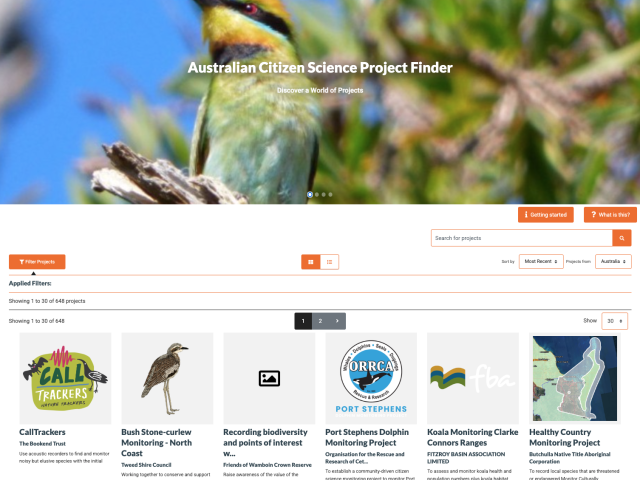 Australian Citizen Science Project Finder
Discover a World of Projects
Getting started
What is this?
Search for projects
Filter Projects
Sort by
Most Recent
Projects from
Australia
Applied Filters:
Showing 1 to 30 of 648 projects
Showing 1 to 30 of 648
1 2
Show
30
CALL
TRACKERS
NATURE TRACKERS
Whales • Dolphins • Seals • Dugongs
ORRCA
Rescue & Research
PORT STEPHENS
fba
CallTrackers
The Bookend Trust
Use acoustic recorders to find and monitor
noisy but elusive species with the initial
Bush Stone-curlew
Monitoring - North
Coast
Tweed Shire Council
Working together to conserve and support
Recording biodiversity
and points of interest
w...
Friends of Wamboin Crown Reserve
Raise awareness of the value of the
Port Stephens Dolphin
Monitoring Project
Organisation for the Rescue and
Research of Cet...
To establish a community-driven citizen
science monitoring project to monitor Port
Koala Monitoring Clarke
Connors Ranges
FITZROY BASIN ASSOCIATION
LIMITED
To assess and monitor koala health and
population numbers plus koala habitat
Healthy Country
Monitoring Project
Butchulla Native Title Aboriginal
Corporation
To record local species that are threatened
or endangered Monitor Culturally